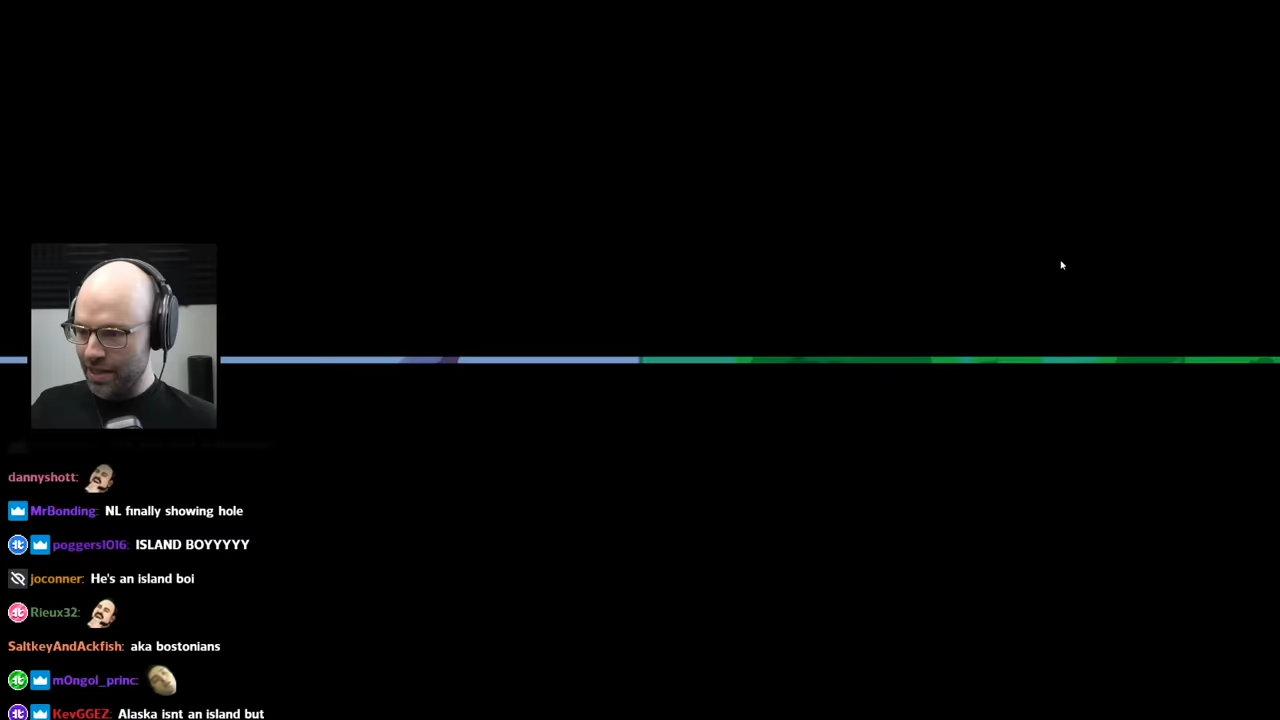 dannyshott:
MrBonding: NL finally showing hole
poggers1016: ISLAND BOYYYYY
joconner: He's an island boi
Rieux32:
SaltkeyAndAckfish: aka bostonians
m0ngol_princ:
KevGGEZ: Alaska isnt an island but